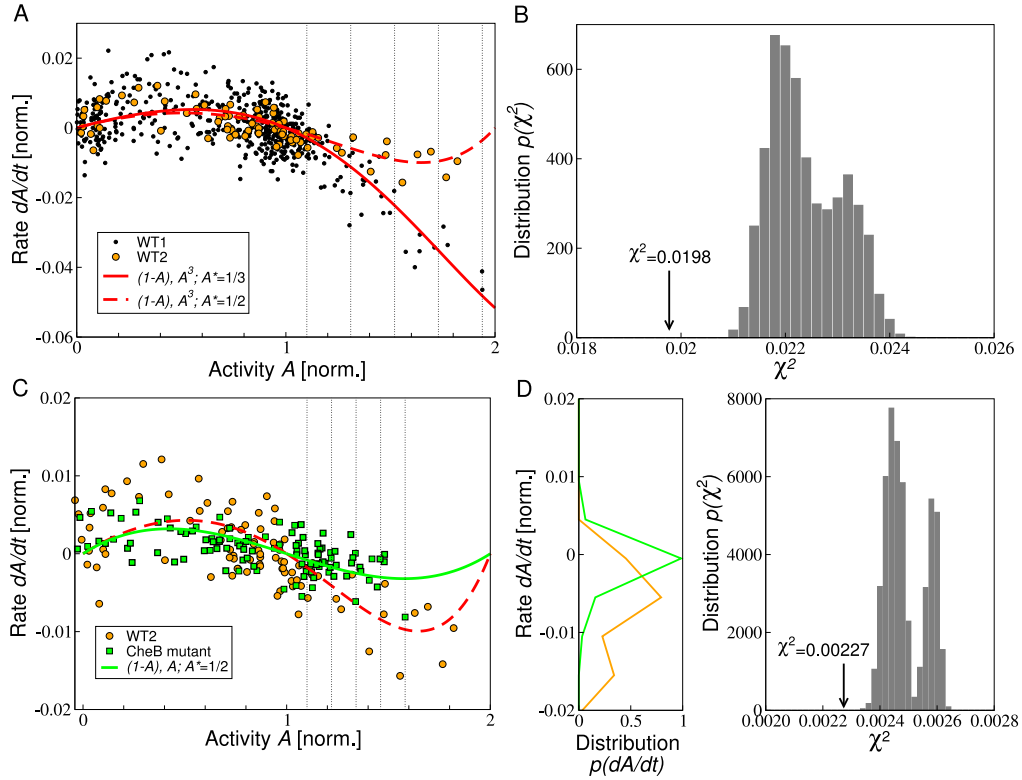 A
0.02
0
-0.02
-0.04
-0.06
Rate dA/dt [norm.]
WT1
WT2
(1-A), A³; A*=1/3
(1-A), A³; A*=1/2
0
1
2
Activity A [norm.]
B
600
400
200
0
Distribution p(χ²)
χ²=0.0198
0.018
0.02
0.022
0.024
0.026
χ²
C
0.02
0.01
0
-0.01
-0.02
Rate dA/dt [norm.]
WT2
CheB mutant
(1-A), A; A*=1/2
0
1
2
Activity A [norm.]
D
0.02
0.01
0
-0.01
-0.02
Rate dA/dt [norm.]
0
0.5
1
Distribution
p(dA/dt)
8000
6000
4000
2000
0
Distribution p(χ²)
χ²=0.00227
0.0020
0.0022
0.0024
0.0026
0.0028
χ²